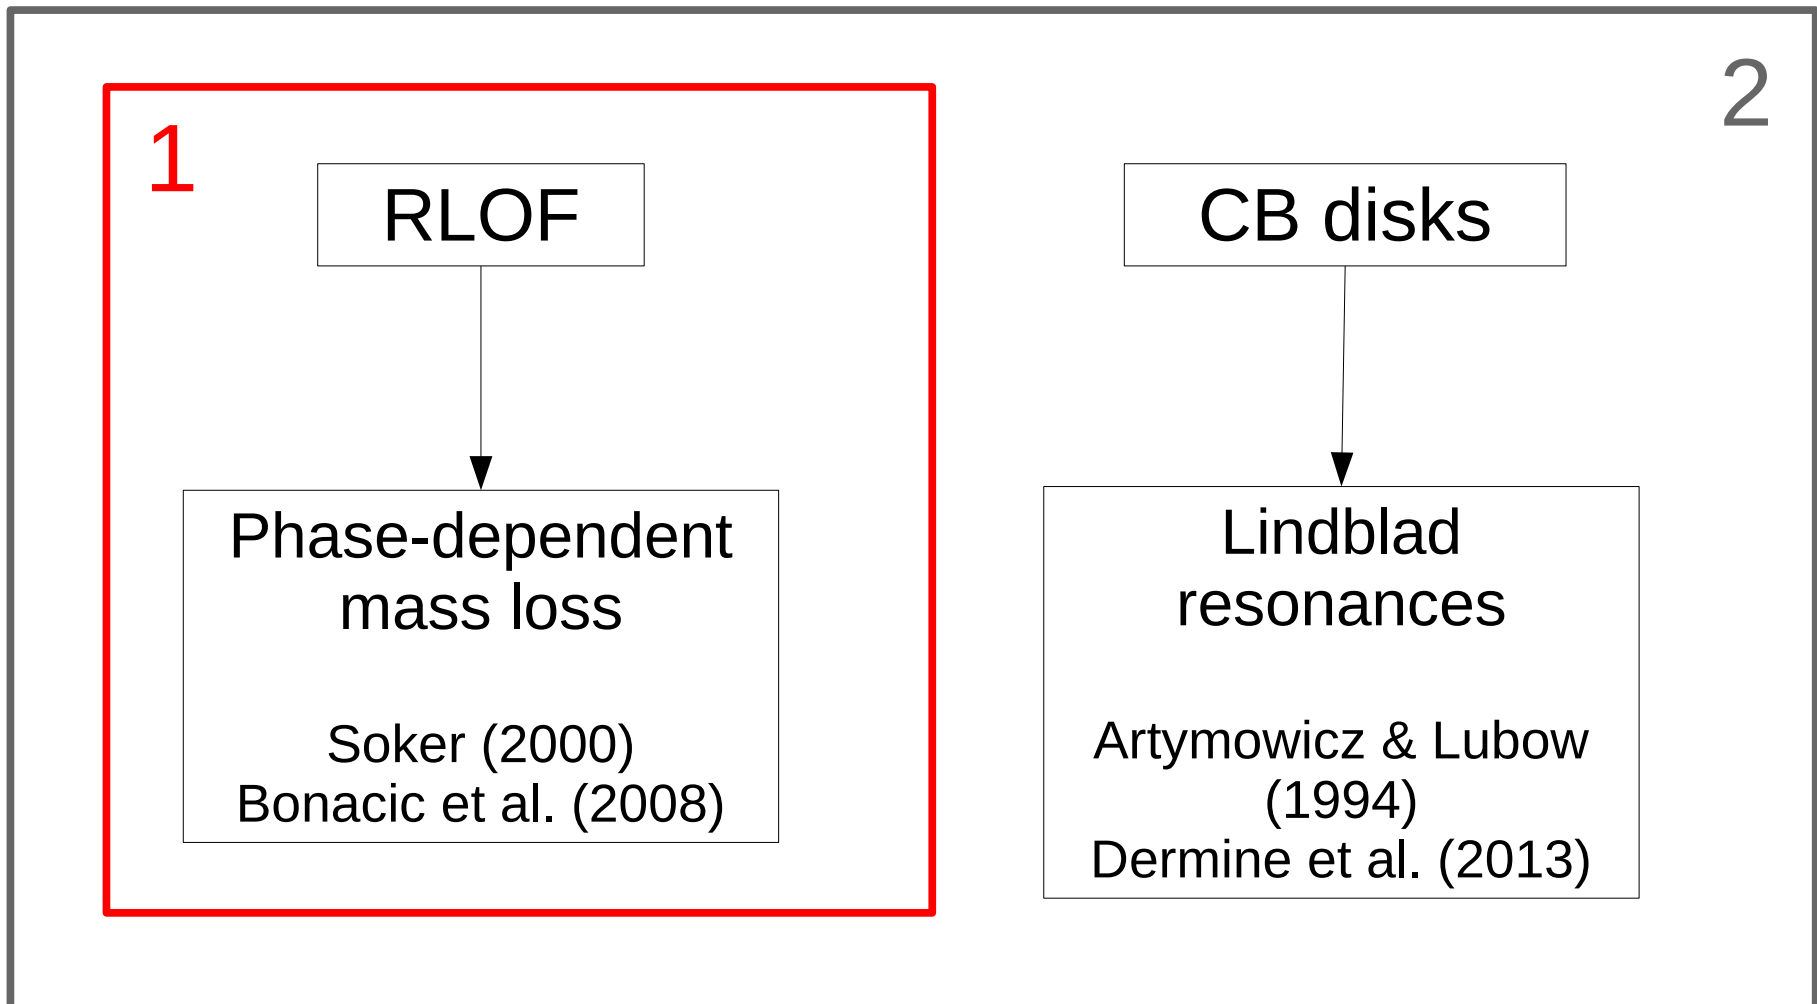 1
RLOF
Phase-dependent
mass loss
Soker (2000)
Bonacic et al. (2008)
2
CB disks
Lindblad
resonances
Artymowicz & Lubow
(1994)
Dermine et al. (2013)